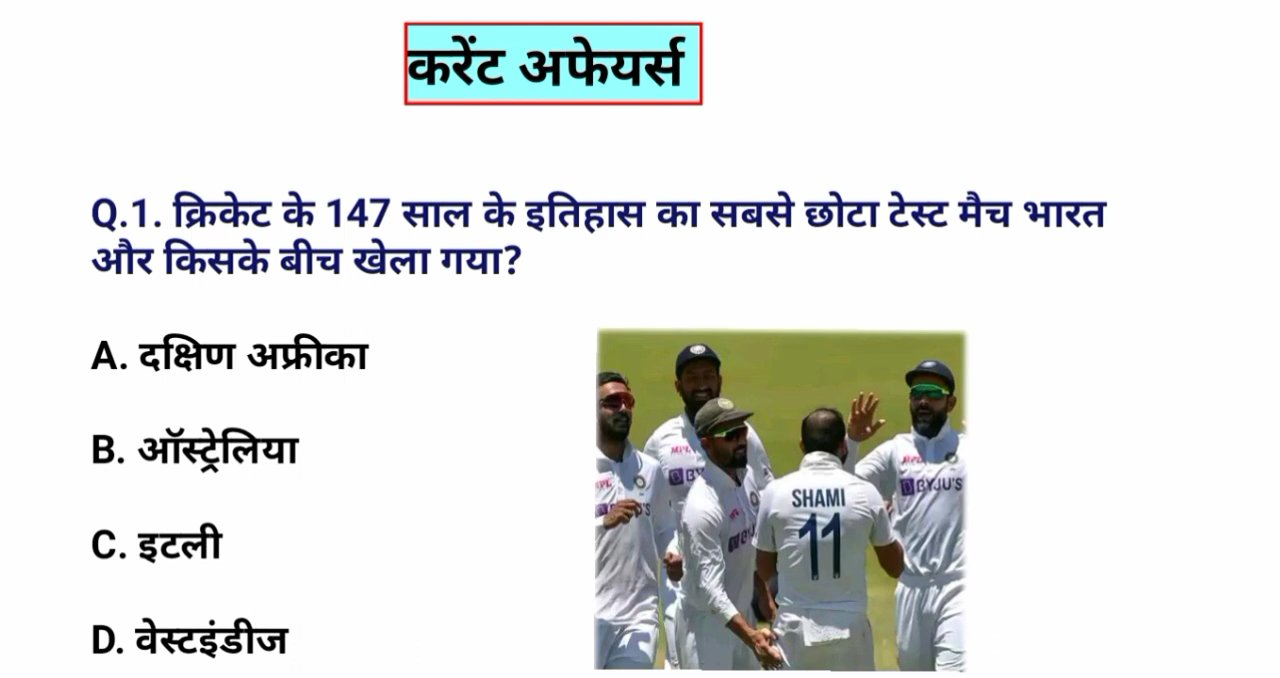 करेंट अफेयर्स
Q.1. क्रिकेट के 147 साल के इतिहास का सबसे छोटा टेस्ट मैच भारत
और किसके बीच खेला गया?
A. दक्षिण अफ्रीका
B. ऑस्ट्रेलिया
C. इटली
D. वेस्टइंडीज
MPL
BYJU'S
SHAMI
11